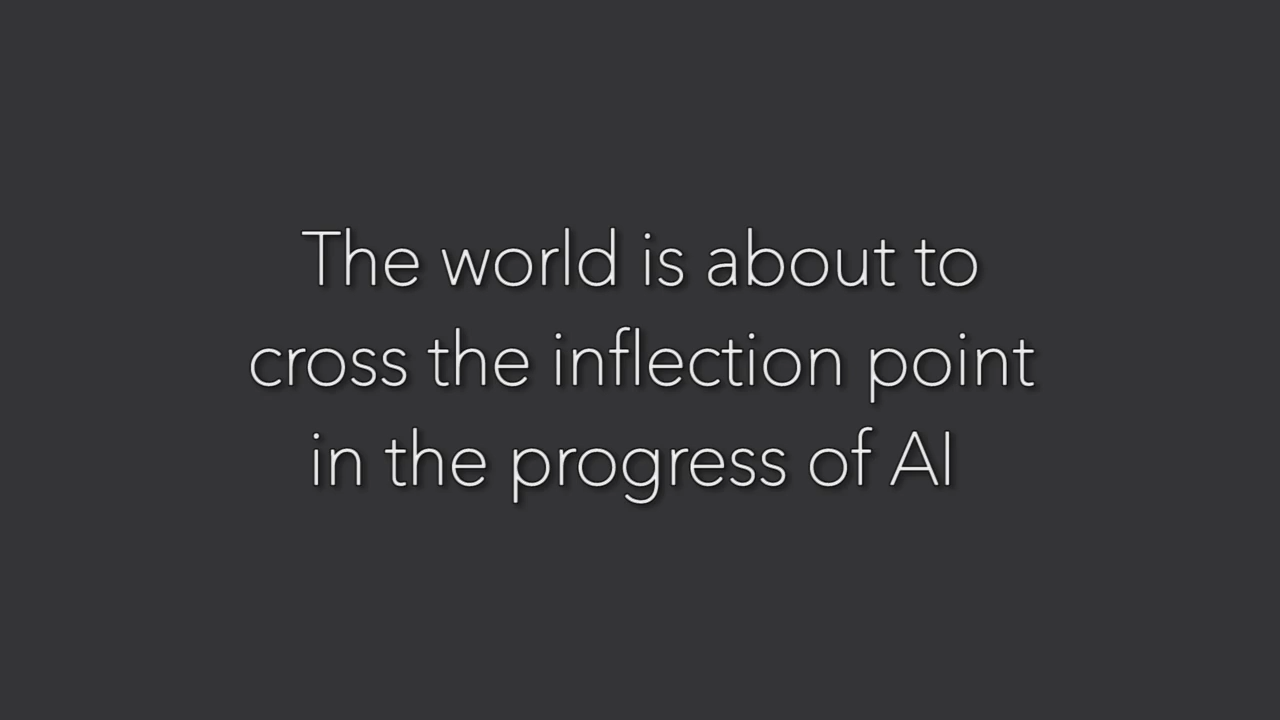 The world is about to
cross the inflection point
in the progress of AI